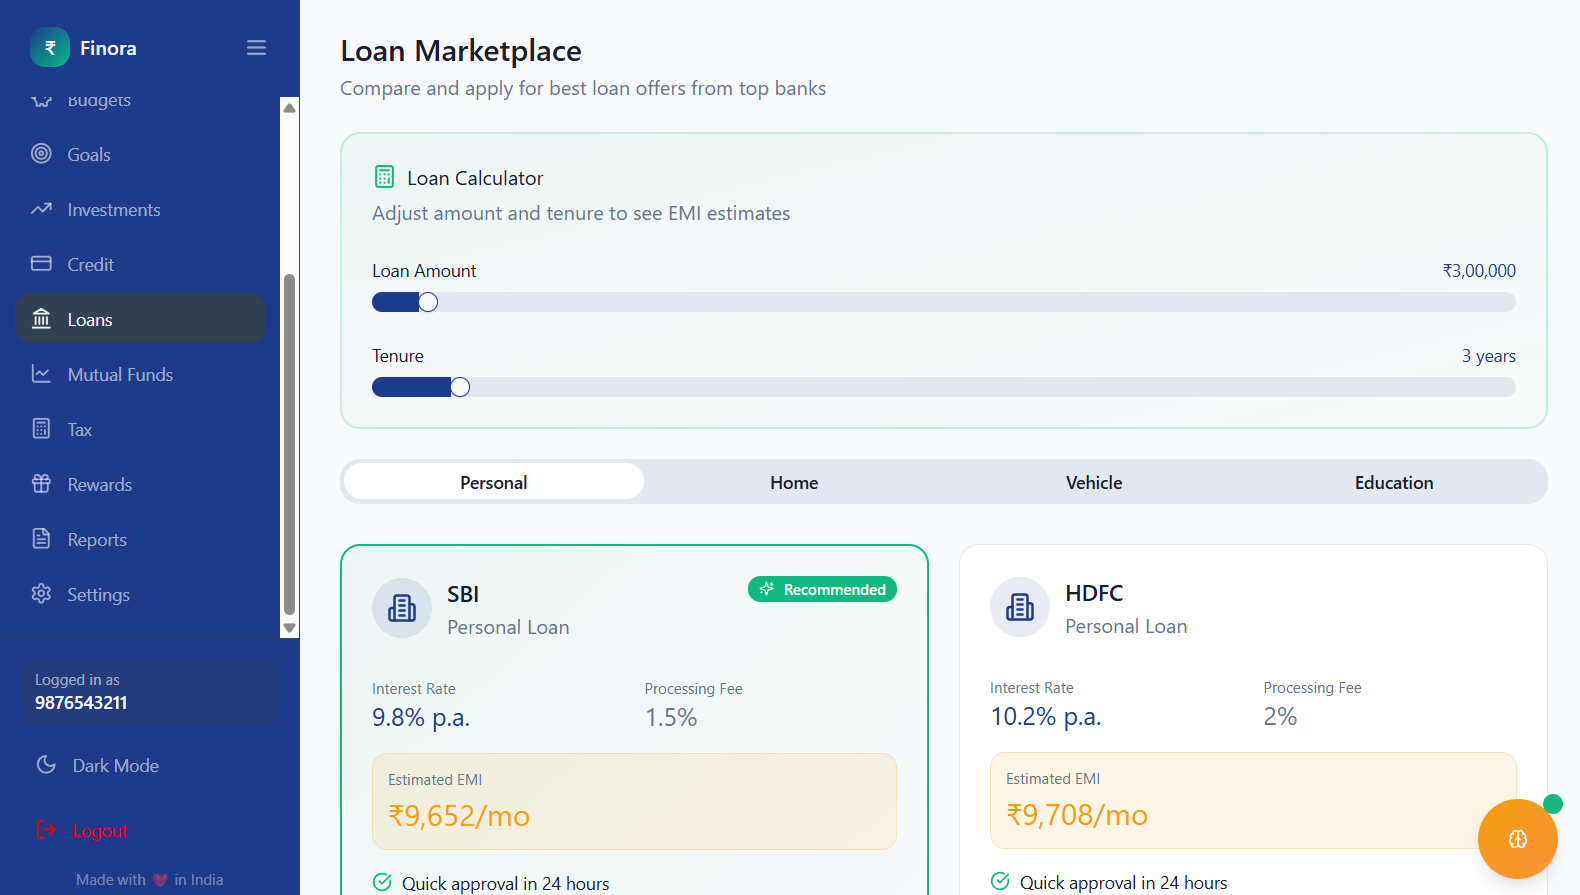 ₹ Finora
Budgets
Goals
Investments
Credit
Loans
Mutual Funds
Tax
Rewards
Reports
Settings
Logged in as
9876543211
Dark Mode
Logout
Made with 💗 in India
Loan Marketplace
Compare and apply for best loan offers from top banks
Loan Calculator
Adjust amount and tenure to see EMI estimates
Loan Amount ₹3,00,000
Tenure 3 years
Personal Home Vehicle Education
SBI Recommended
Personal Loan
Interest Rate Processing Fee
9.8% p.a. 1.5%
Estimated EMI
₹9,652/mo
Quick approval in 24 hours
HDFC
Personal Loan
Interest Rate Processing Fee
10.2% p.a. 2%
Estimated EMI
₹9,708/mo
Quick approval in 24 hours